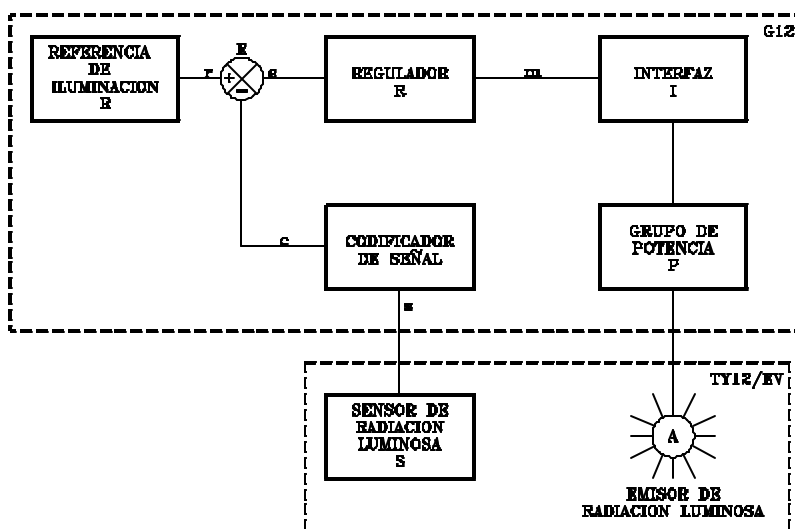 G12
REFERENCIA
DE
ILUMINACION
R
r
E
+
-
e
REGULADOR
R
m
INTERFAZ
I
c
CODIFICADOR
DE SEÑAL
GRUPO DE
POTENCIA
P
s
TY12/EV
SENSOR DE
RADIACION
LUMINOSA
S
A
EMISOR DE
RADIACION LUMINOSA